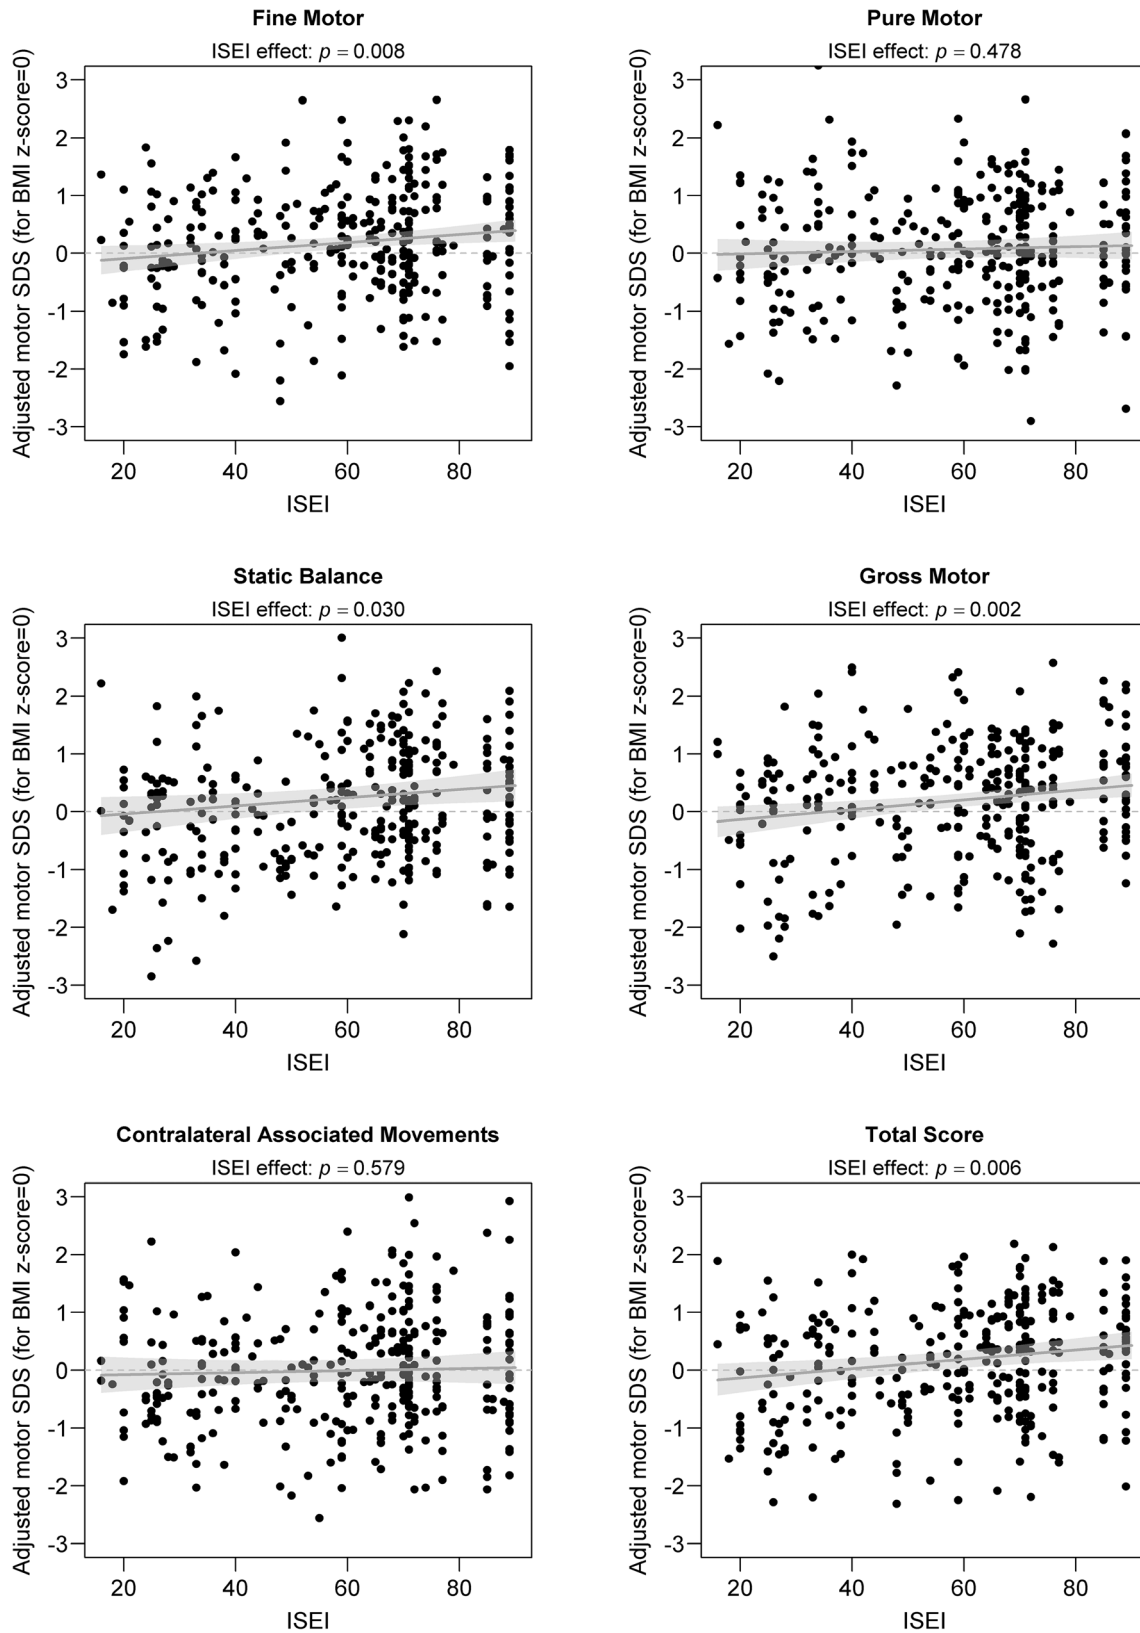 Fine Motor
ISEI effect: p = 0.008
Adjusted motor SDS (for BMI z-score=0)
3
2
1
0
-1
-2
-3
20 40 60 80
ISEI
Pure Motor
ISEI effect: p = 0.478
Adjusted motor SDS (for BMI z-score=0)
3
2
1
0
-1
-2
-3
20 40 60 80
ISEI
Static Balance
ISEI effect: p = 0.030
Adjusted motor SDS (for BMI z-score=0)
3
2
1
0
-1
-2
-3
20 40 60 80
ISEI
Gross Motor
ISEI effect: p = 0.002
Adjusted motor SDS (for BMI z-score=0)
3
2
1
0
-1
-2
-3
20 40 60 80
ISEI
Contralateral Associated Movements
ISEI effect: p = 0.579
Adjusted motor SDS (for BMI z-score=0)
3
2
1
0
-1
-2
-3
20 40 60 80
ISEI
Total Score
ISEI effect: p = 0.006
Adjusted motor SDS (for BMI z-score=0)
3
2
1
0
-1
-2
-3
20 40 60 80
ISEI